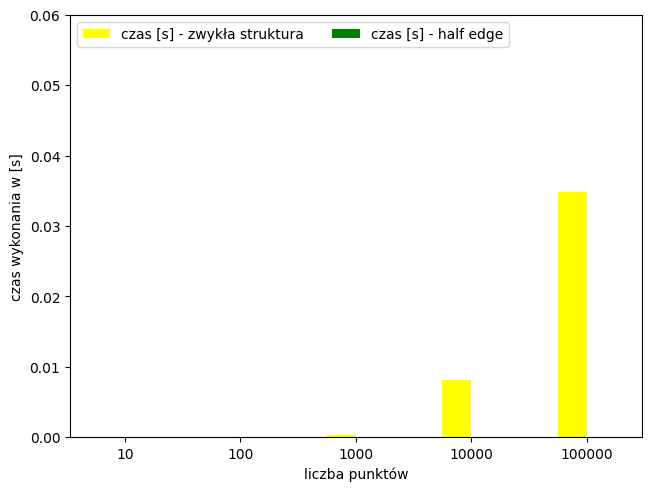 czas [s] - zwykła struktura
czas [s] - half edge
czas wykonania w [s]
0.06
0.05
0.04
0.03
0.02
0.01
0.00
10 100 1000 10000 100000
liczba punktów